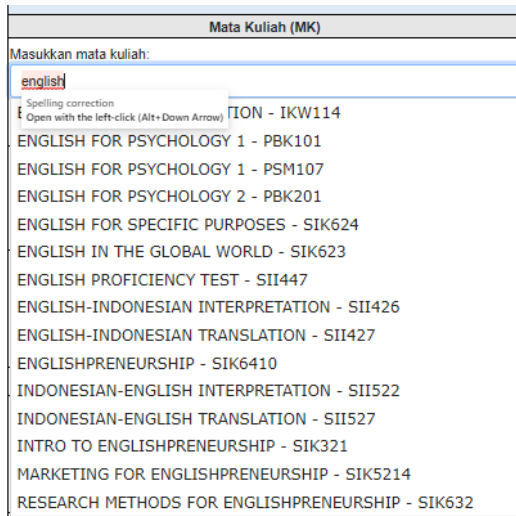 Mata Kuliah (MK)
Masukkan mata kuliah:
english
Spelling correction
Open with the left-click (Alt+Down Arrow)
TION - IKW114
ENGLISH FOR PSYCHOLOGY 1 - PBK101
ENGLISH FOR PSYCHOLOGY 1 - PSM107
ENGLISH FOR PSYCHOLOGY 2 - PBK201
ENGLISH FOR SPECIFIC PURPOSES - SIK624
ENGLISH IN THE GLOBAL WORLD - SIK623
ENGLISH PROFICIENCY TEST - SII447
ENGLISH-INDONESIAN INTERPRETATION - SII426
ENGLISH-INDONESIAN TRANSLATION - SII427
ENGLISHPRENEURSHIP - SIK6410
INDONESIAN-ENGLISH INTERPRETATION - SII522
INDONESIAN-ENGLISH TRANSLATION - SII527
INTRO TO ENGLISHPRENEURSHIP - SIK321
MARKETING FOR ENGLISHPRENEURSHIP - SIK5214
RESEARCH METHODS FOR ENGLISHPRENEURSHIP - SIK632